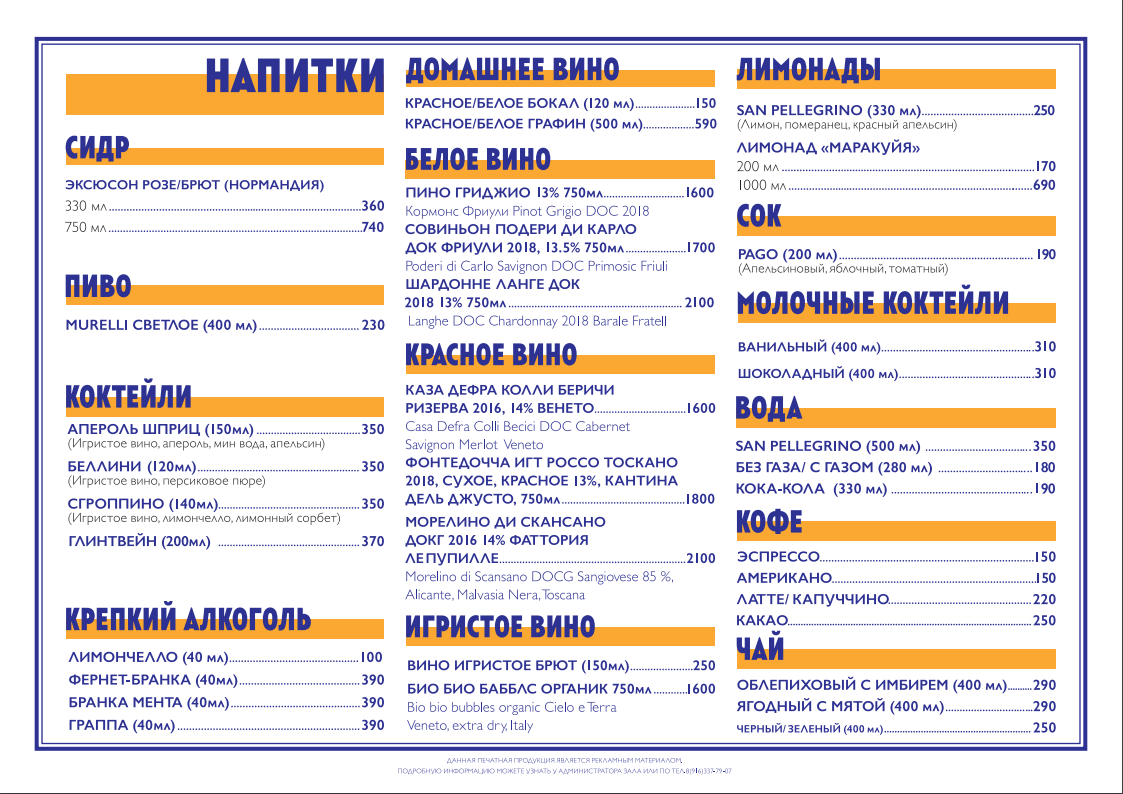 НАПИТКИ
СИДР
ЭКСЮСОН РОЗЕ/БРЮТ (НОРМАНДИЯ)
330 мл..............................360
750 мл..............................740
ПИВО
MURELLI СВЕТЛОЕ (400 мл)..............................230
КОКТЕЙЛИ
АПЕРОЛЬ ШПРИЦ (150мл)..............................350
(Игристое вино, апероль, мин вода, апельсин)
БЕЛЛИНИ (120мл)..............................350
(Игристое вино, персиковое пюре)
СГРОППИНО (140мл)..............................350
(Игристое вино, лимончелло, лимонный сорбет)
ГЛИНТВЕЙН (200мл) ..............................370
КРЕПКИЙ АЛКОГОЛЬ
ЛИМОНЧЕЛЛО (40 мл)..............................100
ФЕРНЕТ-БРАНКА (40мл)..............................390
БРАНКА МЕНТА (40мл)..............................390
ГРАППА (40мл)..............................390
ДОМАШНЕЕ ВИНО
КРАСНОЕ/БЕЛОЕ БОКАЛ (120 мл)....................150
КРАСНОЕ/БЕЛОЕ ГРАФИН (500 мл)..................590
БЕЛОЕ ВИНО
ПИНО ГРИДЖИО 13% 750мл..............................1600
Кормонс Фриули Pinot Grigio DOC 2018
СОВИНЬОН ПОДЕРИ ДИ КАРЛО
ДОК ФРИУЛИ 2018, 13.5% 750мл....................1700
Poderi di Carlo Savignon DOC Primosic Friuli
ШАРДОННЕ ЛАНГЕ ДОК
2018 13% 750мл..............................2100
Langhe DOC Chardonnay 2018 Barale Fratell
КРАСНОЕ ВИНО
КАЗА ДЕФРА КОЛЛИ БЕРИЧИ
РИЗЕРВА 2016, 14% ВЕНЕТО..............................1600
Casa Defra Colli Becici DOC Cabernet
Savignon Merlot Veneto
ФОНТЕДОЧЧА ИГТ РОССО ТОСКАНО
2018, СУХОЕ, КРАСНОЕ 13%, КАНТИНА
ДЕЛЬ ДЖУСТО, 750мл..............................1800
МОРЕЛИНО ДИ СКАНСАНО
ДОКГ 2016 14% ФАТТОРИЯ
ЛЕ ПУПИЛЛЕ..............................2100
Morelino di Scansano DOCG Sangiovese 85 %,
Alicante, Malvasia Nera, Toscana
ИГРИСТОЕ ВИНО
ВИНО ИГРИСТОЕ БРЮТ (150мл)....................250
БИО БИО БАББЛС ОРГАНИК 750мл..........1600
Bio bio bubbles organic Cielo e Terra
Veneto, extra dry, Italy
ЛИМОНАДЫ
SAN PELLEGRINO (330 мл)..............................250
(Лимон, померанец, красный апельсин)
ЛИМОНАД «МАРАКУЙЯ»
200 мл..............................170
1000 мл..............................690
СОК
PAGO (200 мл)..............................190
(Апельсиновый, яблочный, томатный)
МОЛОЧНЫЕ КОКТЕЙЛИ
ВАНИЛЬНЫЙ (400 мл)..............................310
ШОКОЛАДНЫЙ (400 мл)..............................310
ВОДА
SAN PELLEGRINO (500 мл) ..............................350
БЕЗ ГАЗА/ С ГАЗОМ (280 мл) ..............................180
КОКА-КОЛА (330 мл) ..............................190
КОФЕ
ЭСПРЕССО..............................150
АМЕРИКАНО..............................150
ЛАТТЕ/ КАПУЧЧИНО..............................220
КАКАО..............................250
ЧАЙ
ОБЛЕПИХОВЫЙ С ИМБИРЕМ (400 мл)........290
ЯГОДНЫЙ С МЯТОЙ (400 мл)..............................290
ЧЕРНЫЙ/ ЗЕЛЕНЫЙ (400 мл)..............................250
ДАННАЯ ПЕЧАТНАЯ ПРОДУКЦИЯ ЯВЛЯЕТСЯ РЕКЛАМНЫМ МАТЕРИАЛОМ.
ПОДРОБНУЮ ИНФОРМАЦИЮ МОЖЕТЕ УЗНАТЬ У АДМИНИСТРАТОРА ЗАЛА ИЛИ ПО ТЕЛ.8(916)337-79-07